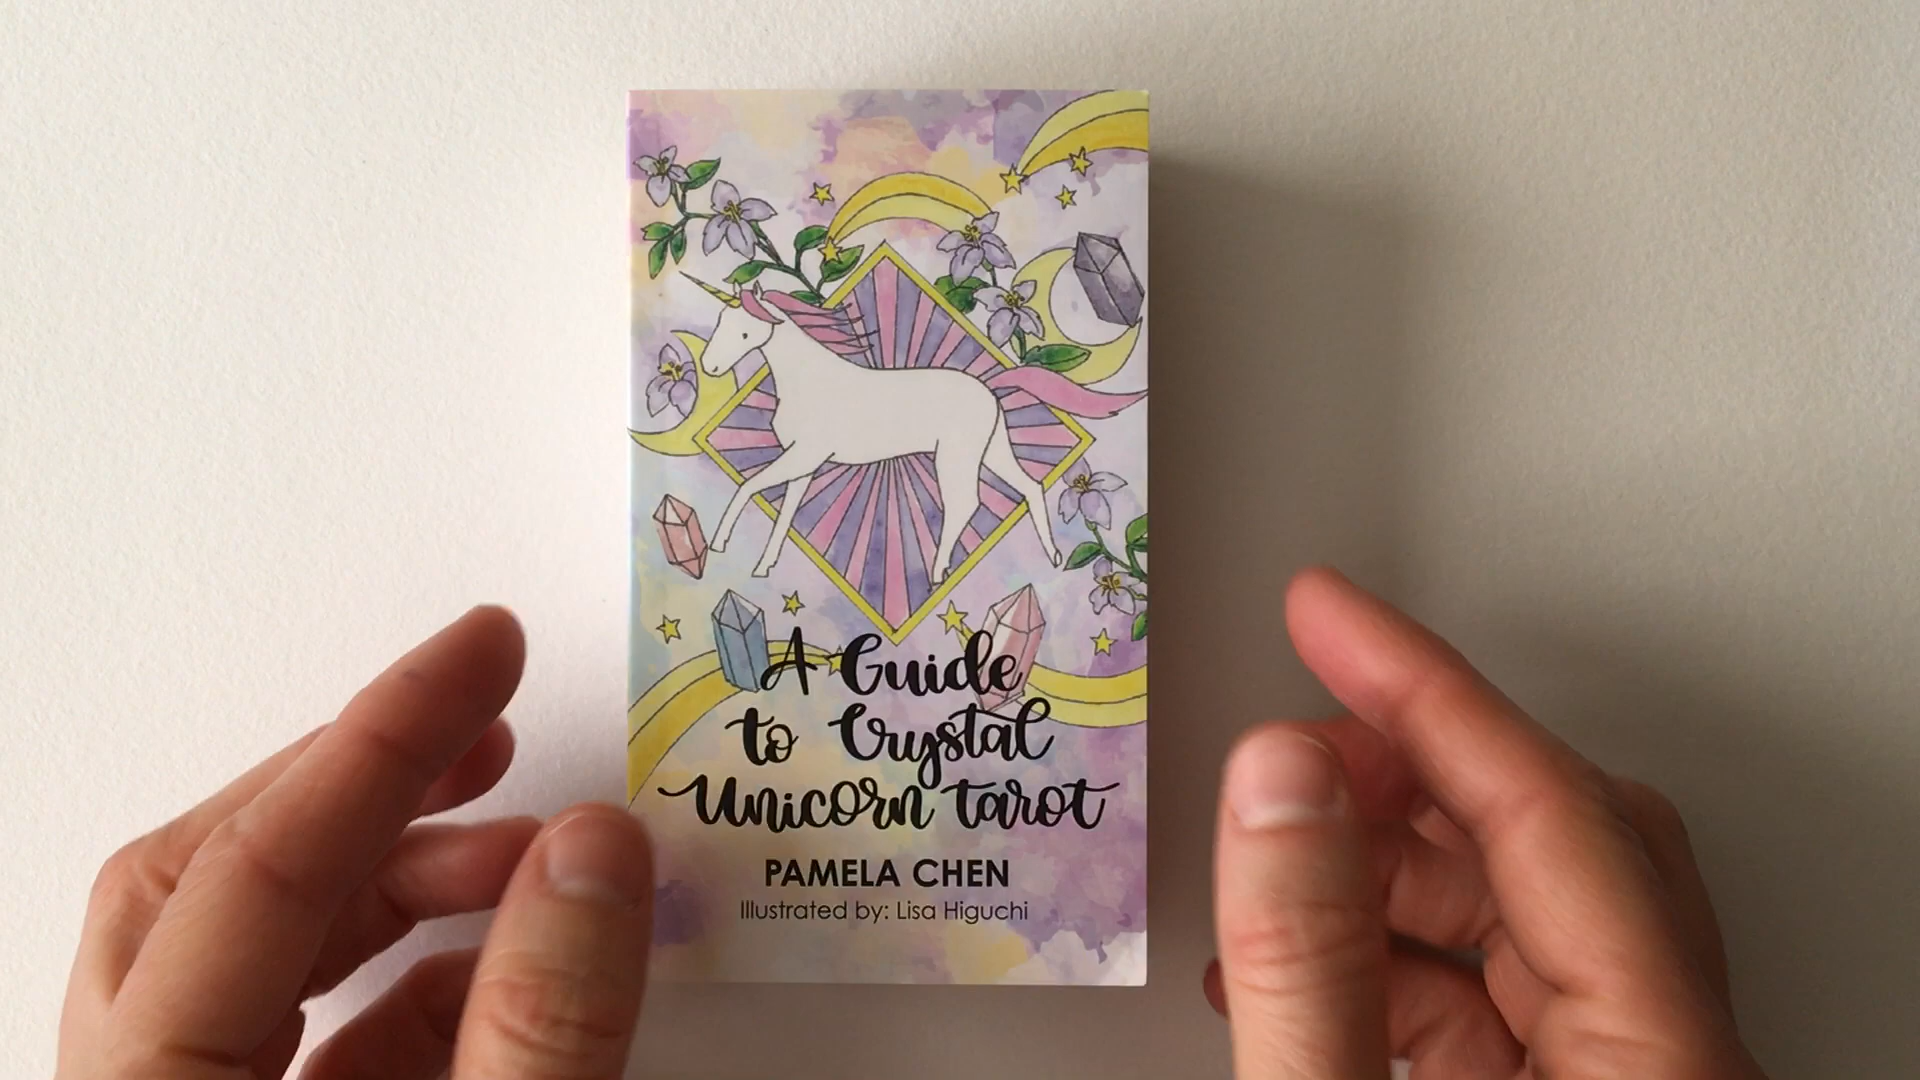 A Guide
to Crystal
Unicorn tarot
PAMELA CHEN
Illustrated by: Lisa Higuchi